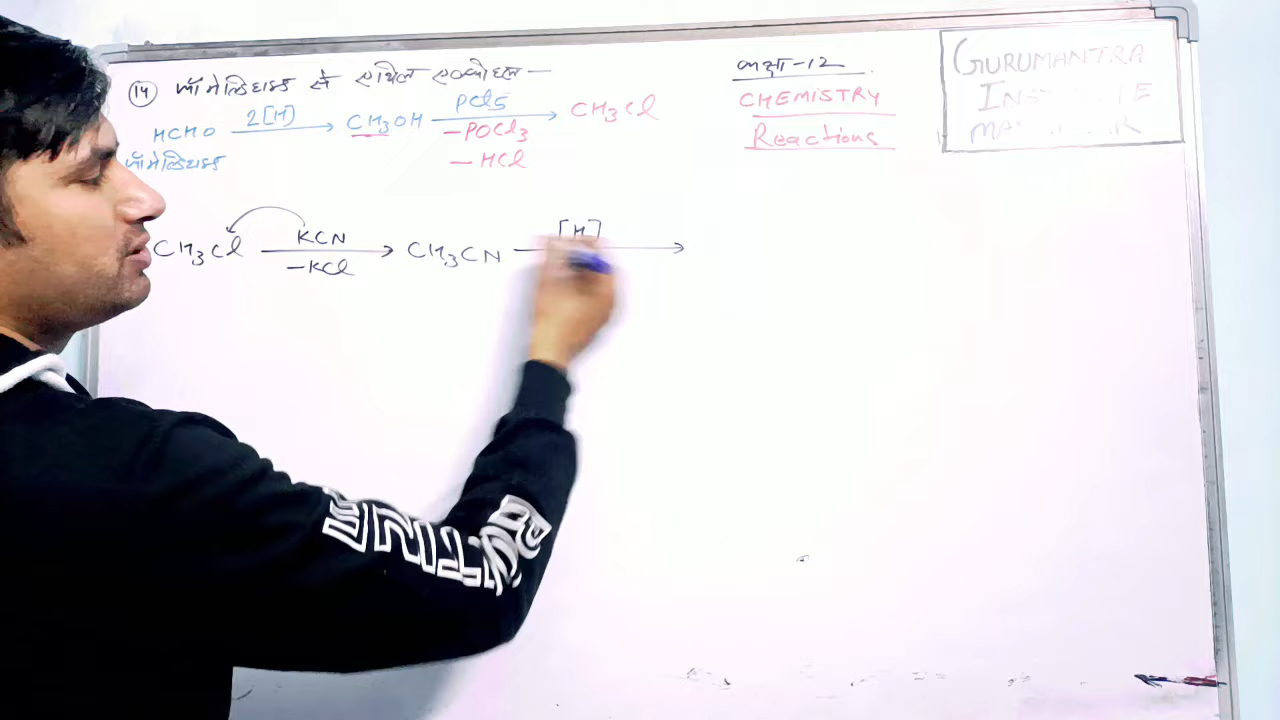 (14) फॉर्मेल्डिहाइड से एथिल एल्कोहल —
HCHO 2[H] → CH3OH PCl5 → CH3Cl
—POCl3
—HCl
फॉर्मेल्डिहाइड
कक्षा-12
CHEMISTRY
Reactions
GURUMANTRA
CH3Cl KCN → CH3CN [H] →
—KCl